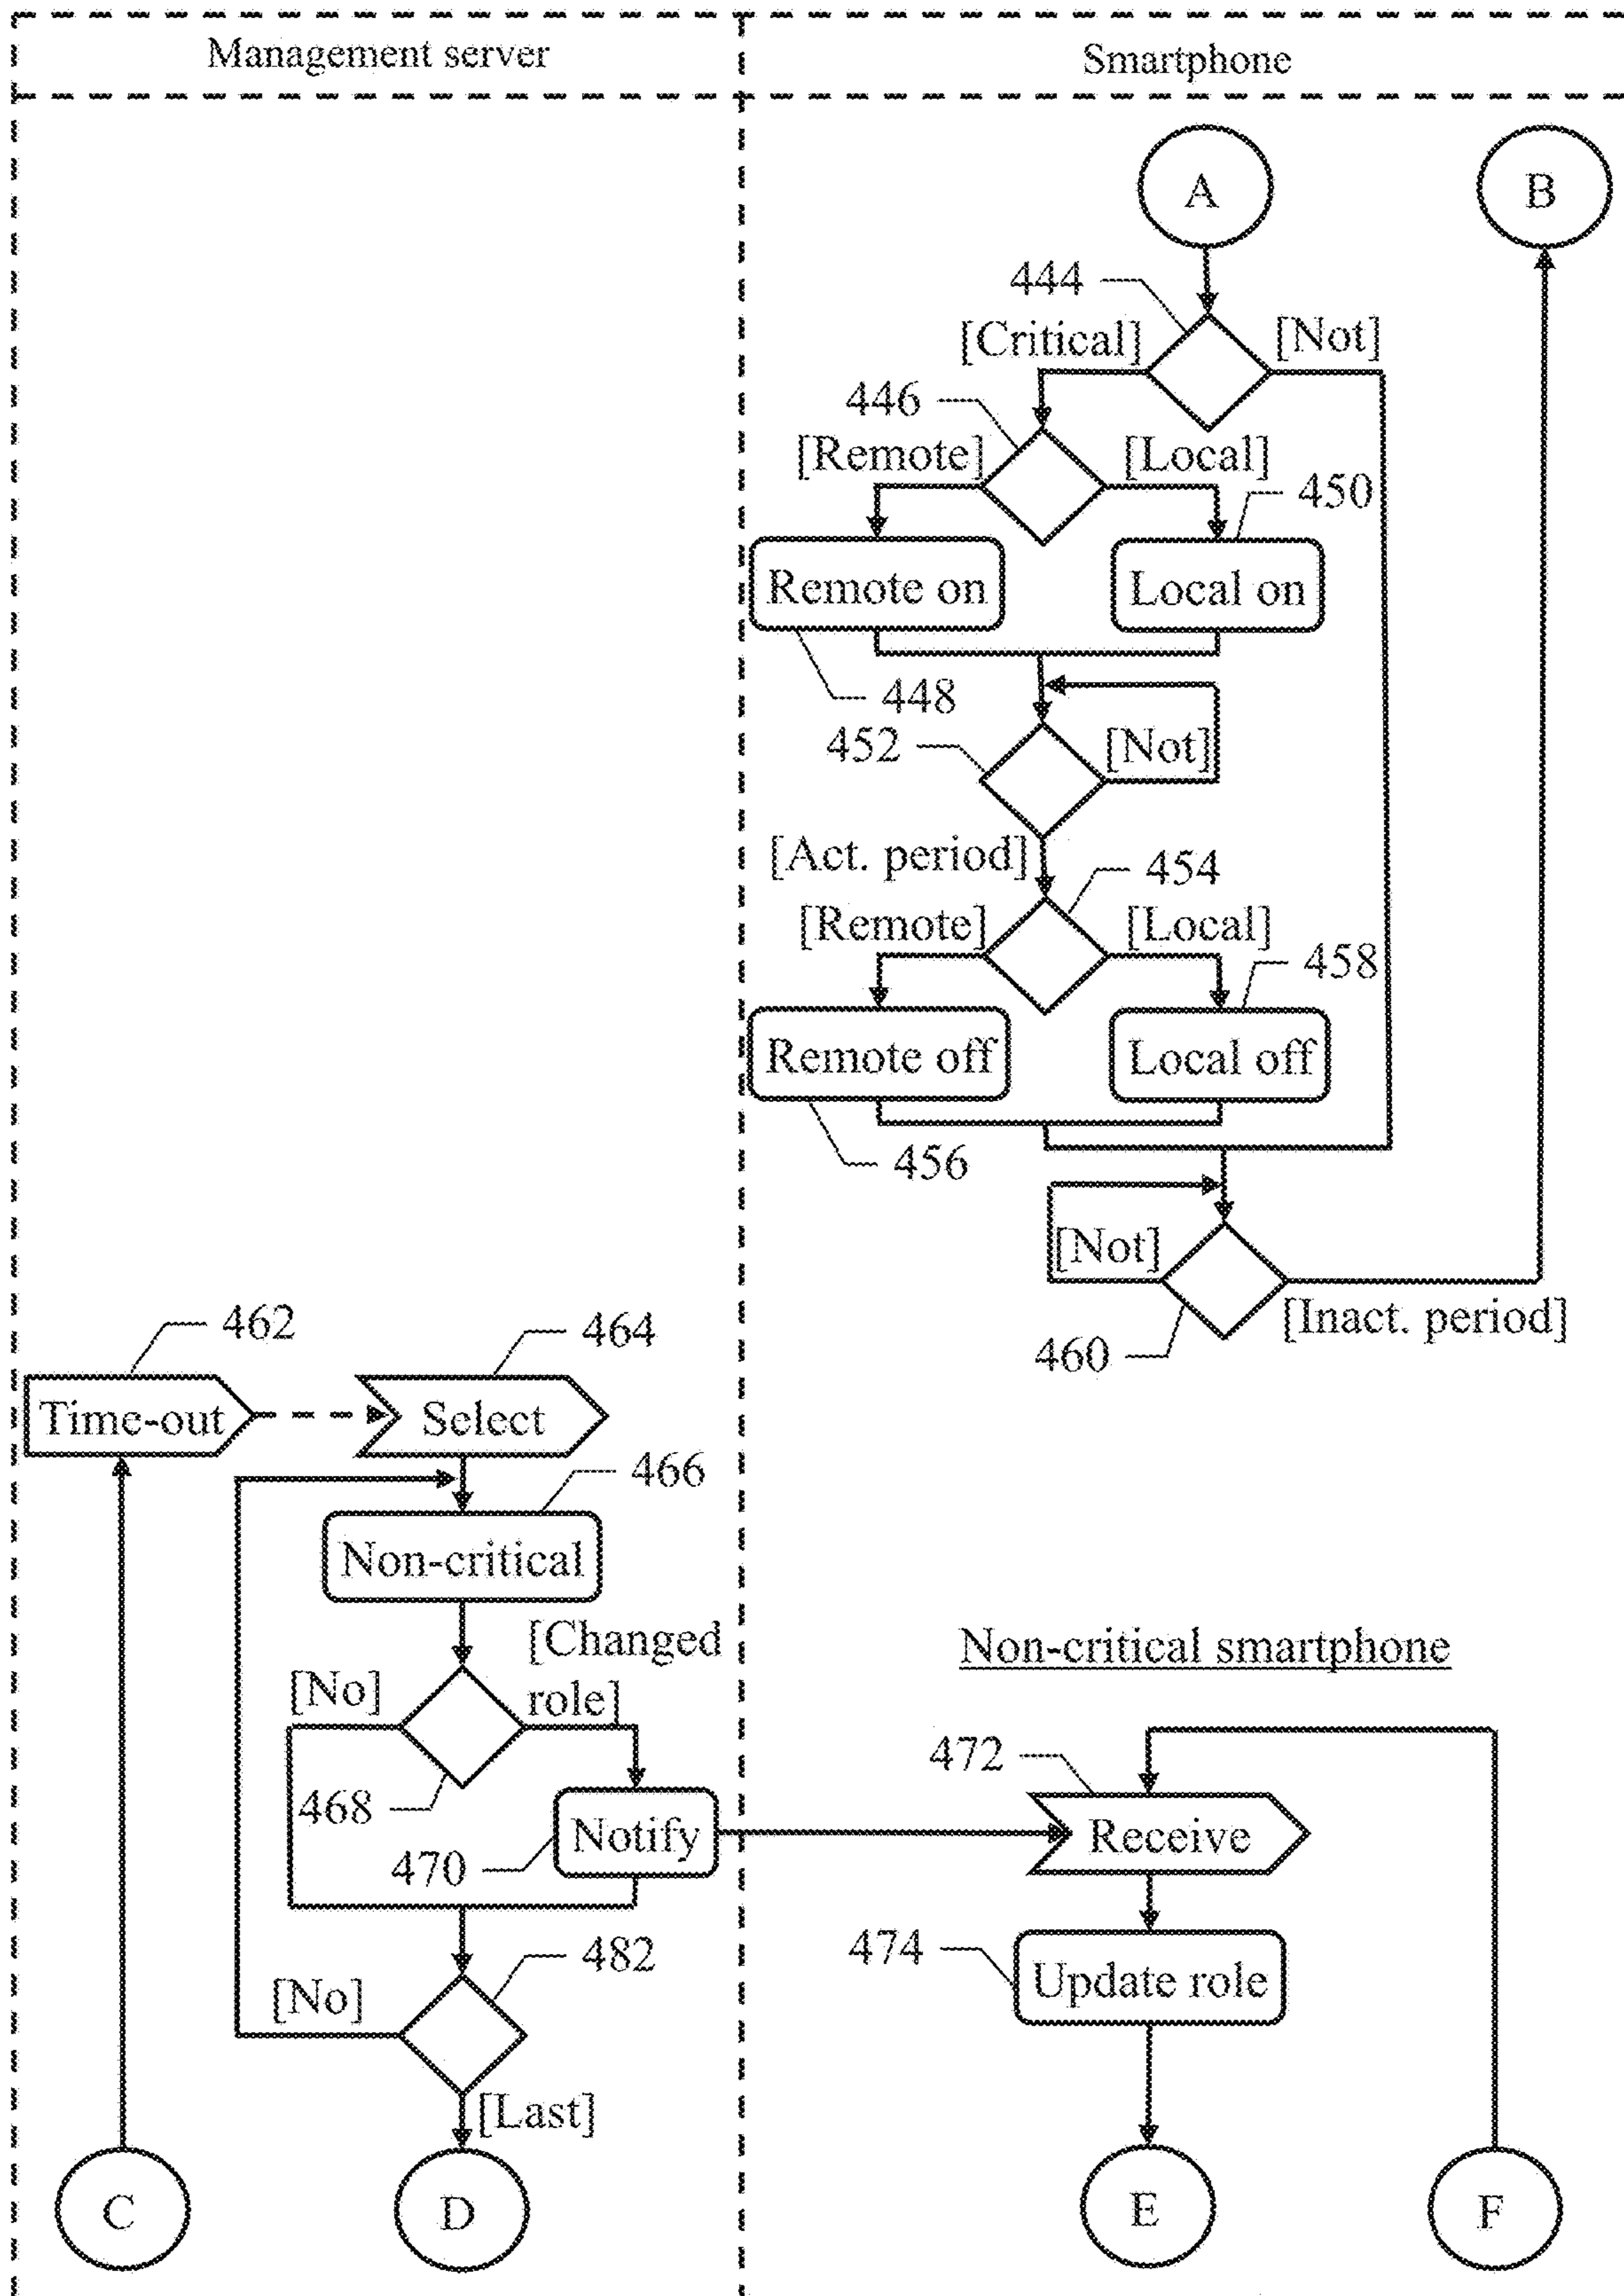 Management server
Smartphone
A
B
444
[Critical]
[Not]
446
[Remote]
[Local]
450
Remote on
Local on
448
452
[Not]
[Act. period]
454
[Remote]
[Local]
458
Remote off
Local off
456
[Not]
[Inact. period]
460
462
464
Time-out
Select
466
Non-critical
[Changed
role]
[No]
468
Notify
470
482
[No]
[Last]
C
D
Non-critical smartphone
472
Receive
474
Update role
E
F